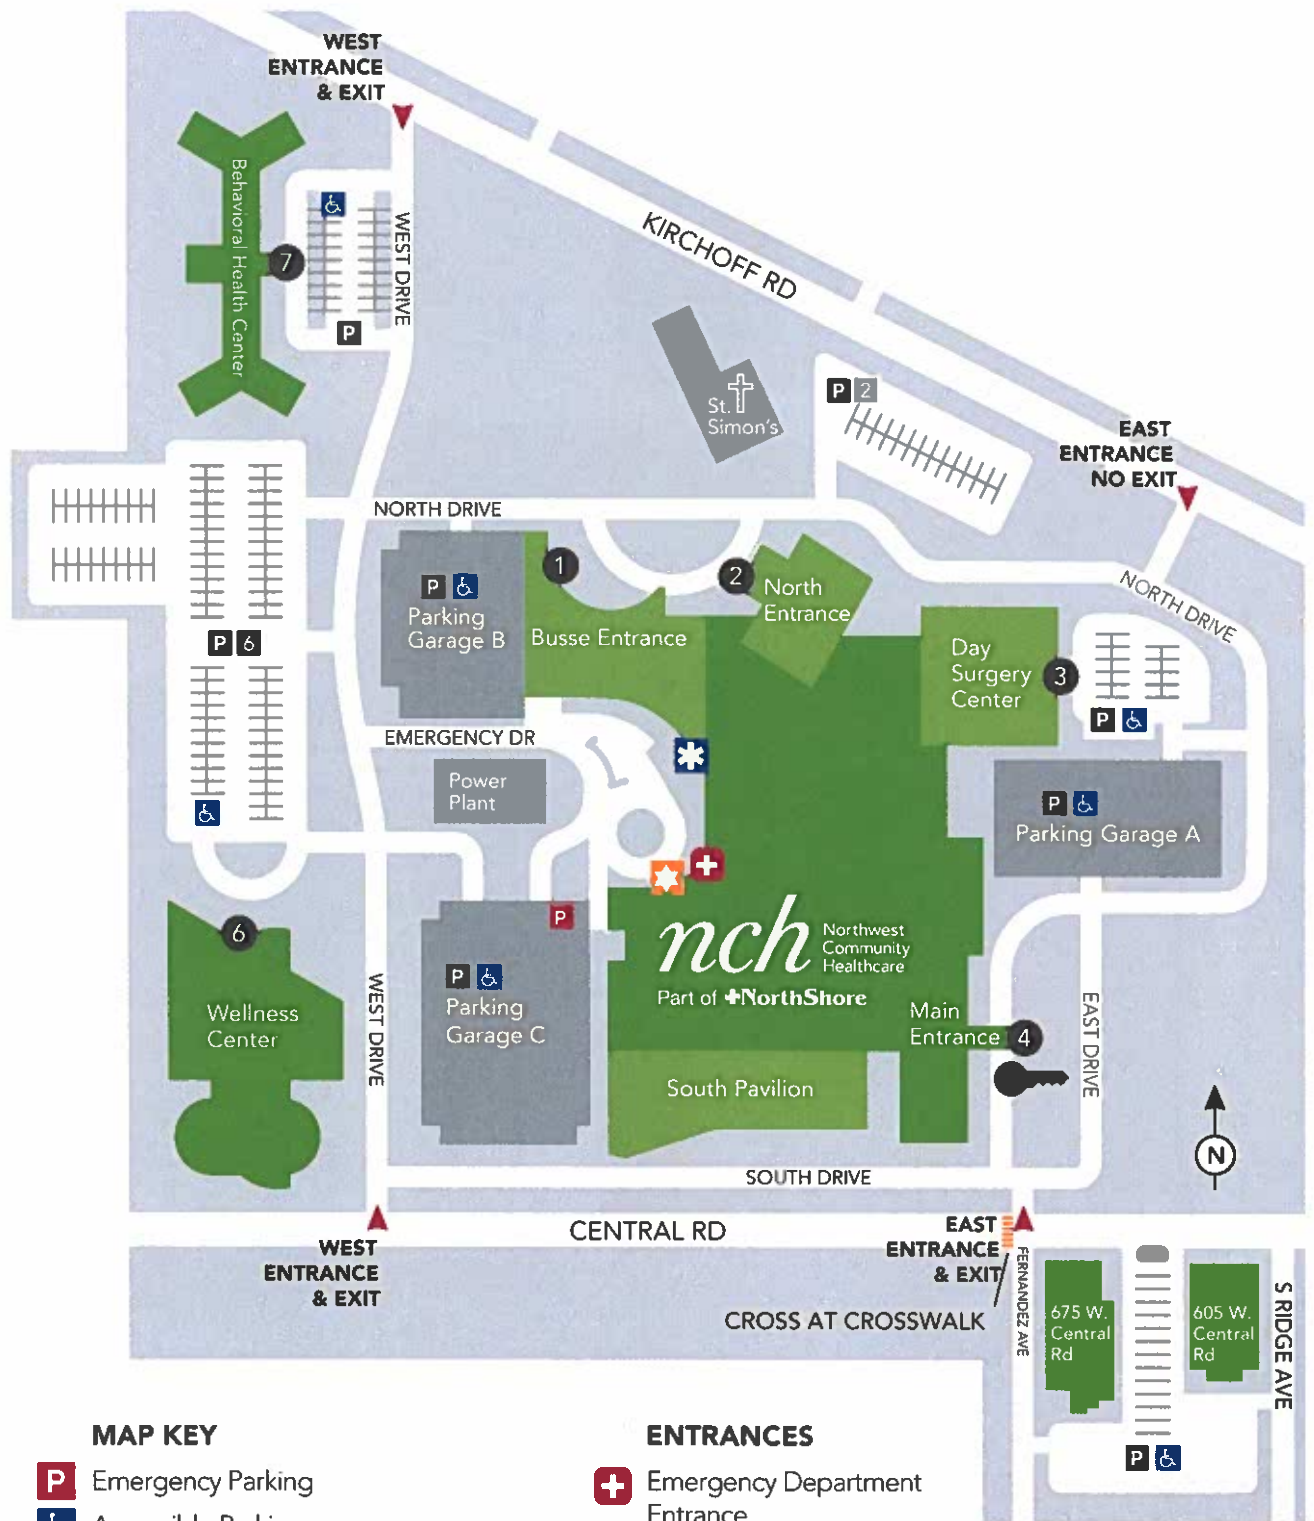 WEST
ENTRANCE
& EXIT
Behavioral Health Center
7
WEST DRIVE
P
KIRCHOFF RD
St.
Simon's
P 2
EAST
ENTRANCE
NO EXIT
NORTH DRIVE
NORTH DRIVE
1
2
North
Entrance
P
Parking
Garage B
Busse Entrance
Day
Surgery
Center
3
P
P 6
EMERGENCY DR
Power
Plant
P
Parking Garage A
P
6
Wellness
Center
WEST DRIVE
P
Parking
Garage C
nch
Northwest
Community
Healthcare
Part of NorthShore
Main
Entrance
4
EAST DRIVE
South Pavilion
N
SOUTH DRIVE
CENTRAL RD
WEST
ENTRANCE
& EXIT
EAST
ENTRANCE
& EXIT
CROSS AT CROSSWALK
FERNANDEZ AVE
675 W.
Central
Rd
605 W.
Central
Rd
S RIDGE AVE
P
MAP KEY
P Emergency Parking
ENTRANCES
Emergency Department
Entrance